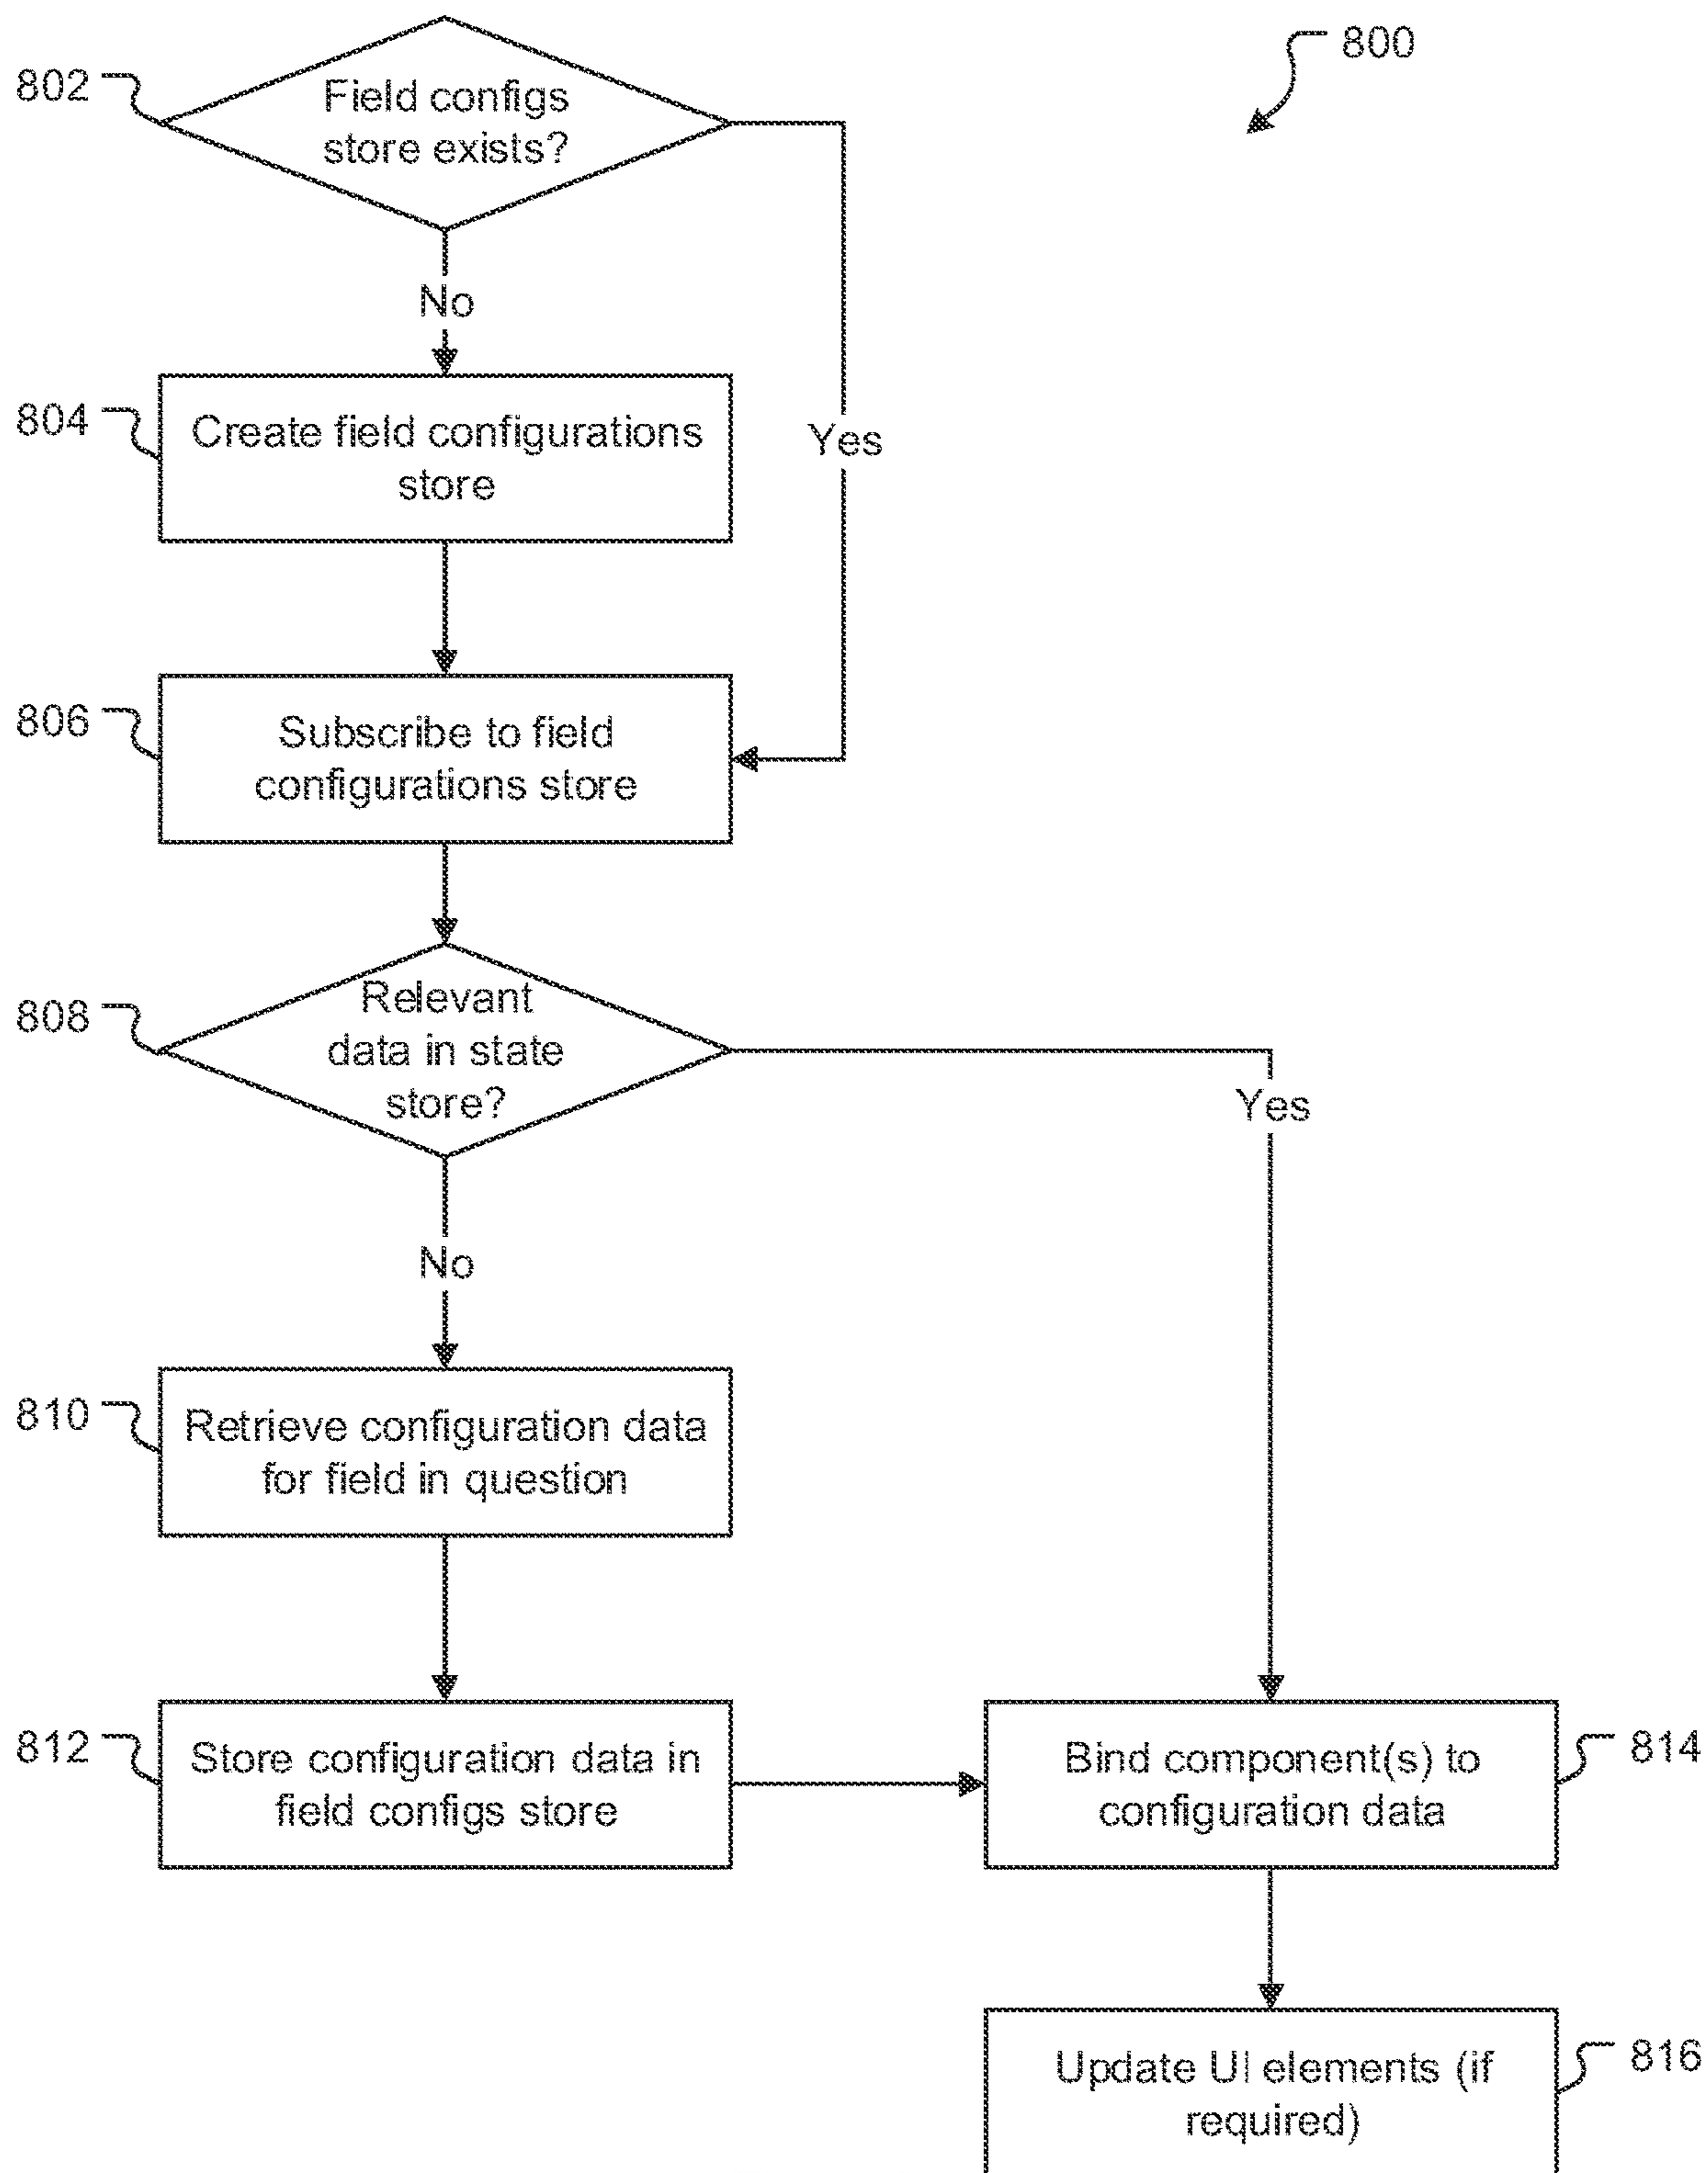 800
802
Field configs
store exists?
No
Yes
804
Create field configurations
store
806
Subscribe to field
configurations store
808
Relevant
data in state
store?
Yes
No
810
Retrieve configuration data
for field in question
812
Store configuration data in
field configs store
Bind component(s) to
configuration data
814
Update UI elements (if
required)
816